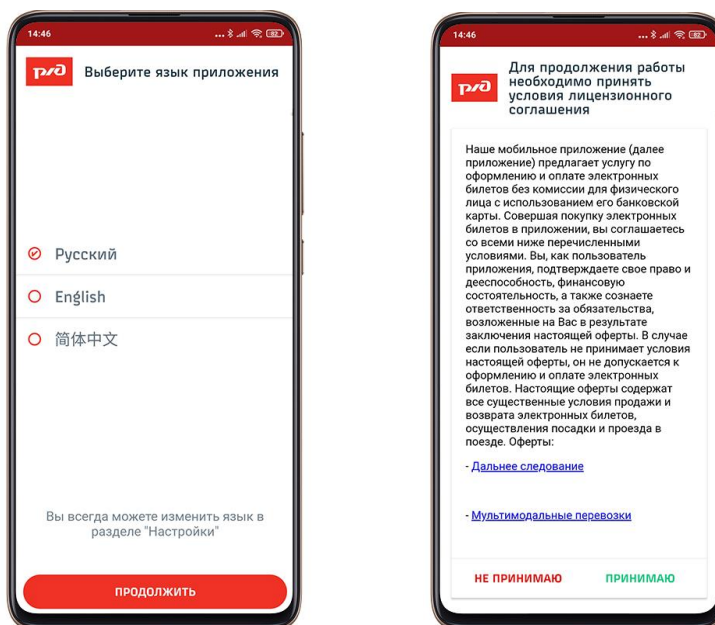 14:46
82
ржд
Выберите язык приложения
Русский
English
简体中文
Вы всегда можете изменить язык в
разделе "Настройки"
ПРОДОЛЖИТЬ
14:46
82
ржд
Для продолжения работы
необходимо принять
условия лицензионного
соглашения
Наше мобильное приложение (далее
приложение) предлагает услугу по
оформлению и оплате электронных
билетов без комиссии для физического
лица с использованием его банковской
карты. Совершая покупку электронных
билетов в приложении, вы соглашаетесь
со всеми ниже перечисленными
условиями. Вы, как пользователь
приложения, подтверждаете свое право и
дееспособность, финансовую
состоятельность, а также сознаете
ответственность за обязательства,
возложенные на Вас в результате
заключения настоящей оферты. В случае
если пользователь не принимает условия
настоящей оферты, он не допускается к
оформлению и оплате электронных
билетов. Настоящие оферты содержат
все существенные условия продажи и
возврата электронных билетов,
осуществления посадки и проезда в
поезде. Оферты:
- Дальнее следование
- Мультимодальные перевозки
НЕ ПРИНИМАЮ
ПРИНИМАЮ